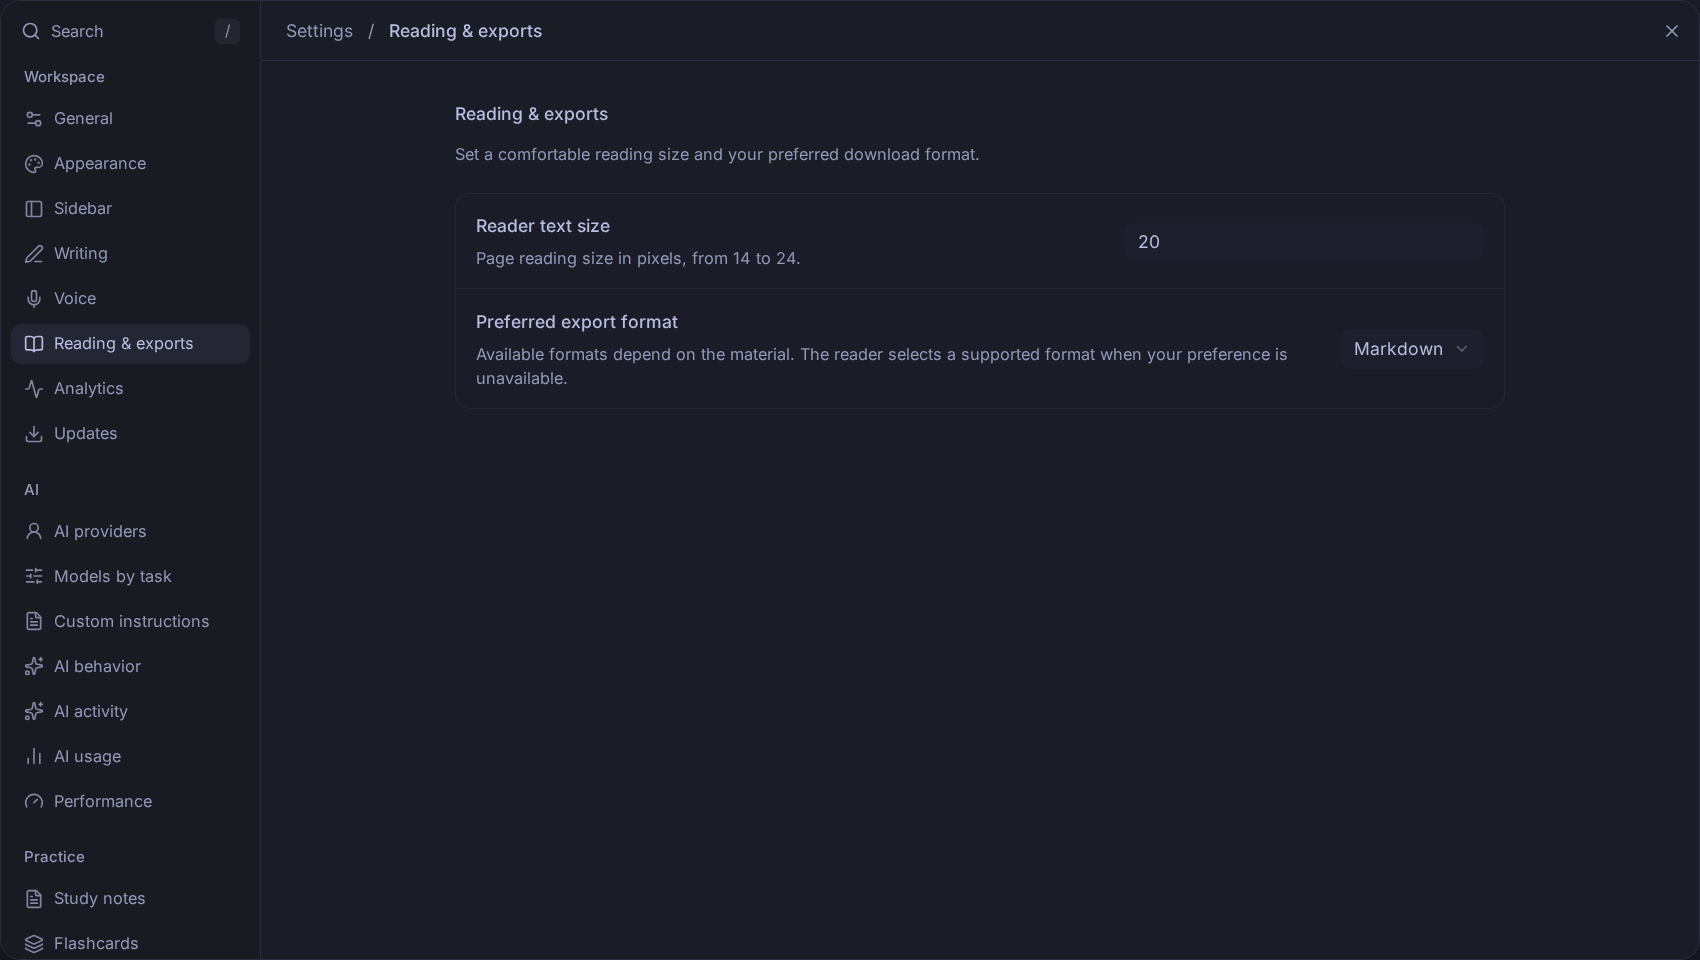 Search /
Workspace
General
Appearance
Sidebar
Writing
Voice
Reading & exports
Analytics
Updates
AI
AI providers
Models by task
Custom instructions
AI behavior
AI activity
AI usage
Performance
Practice
Study notes
Flashcards
Settings / Reading & exports
Reading & exports
Set a comfortable reading size and your preferred download format.
Reader text size
Page reading size in pixels, from 14 to 24.
20
Preferred export format
Available formats depend on the material. The reader selects a supported format when your preference is
unavailable.
Markdown